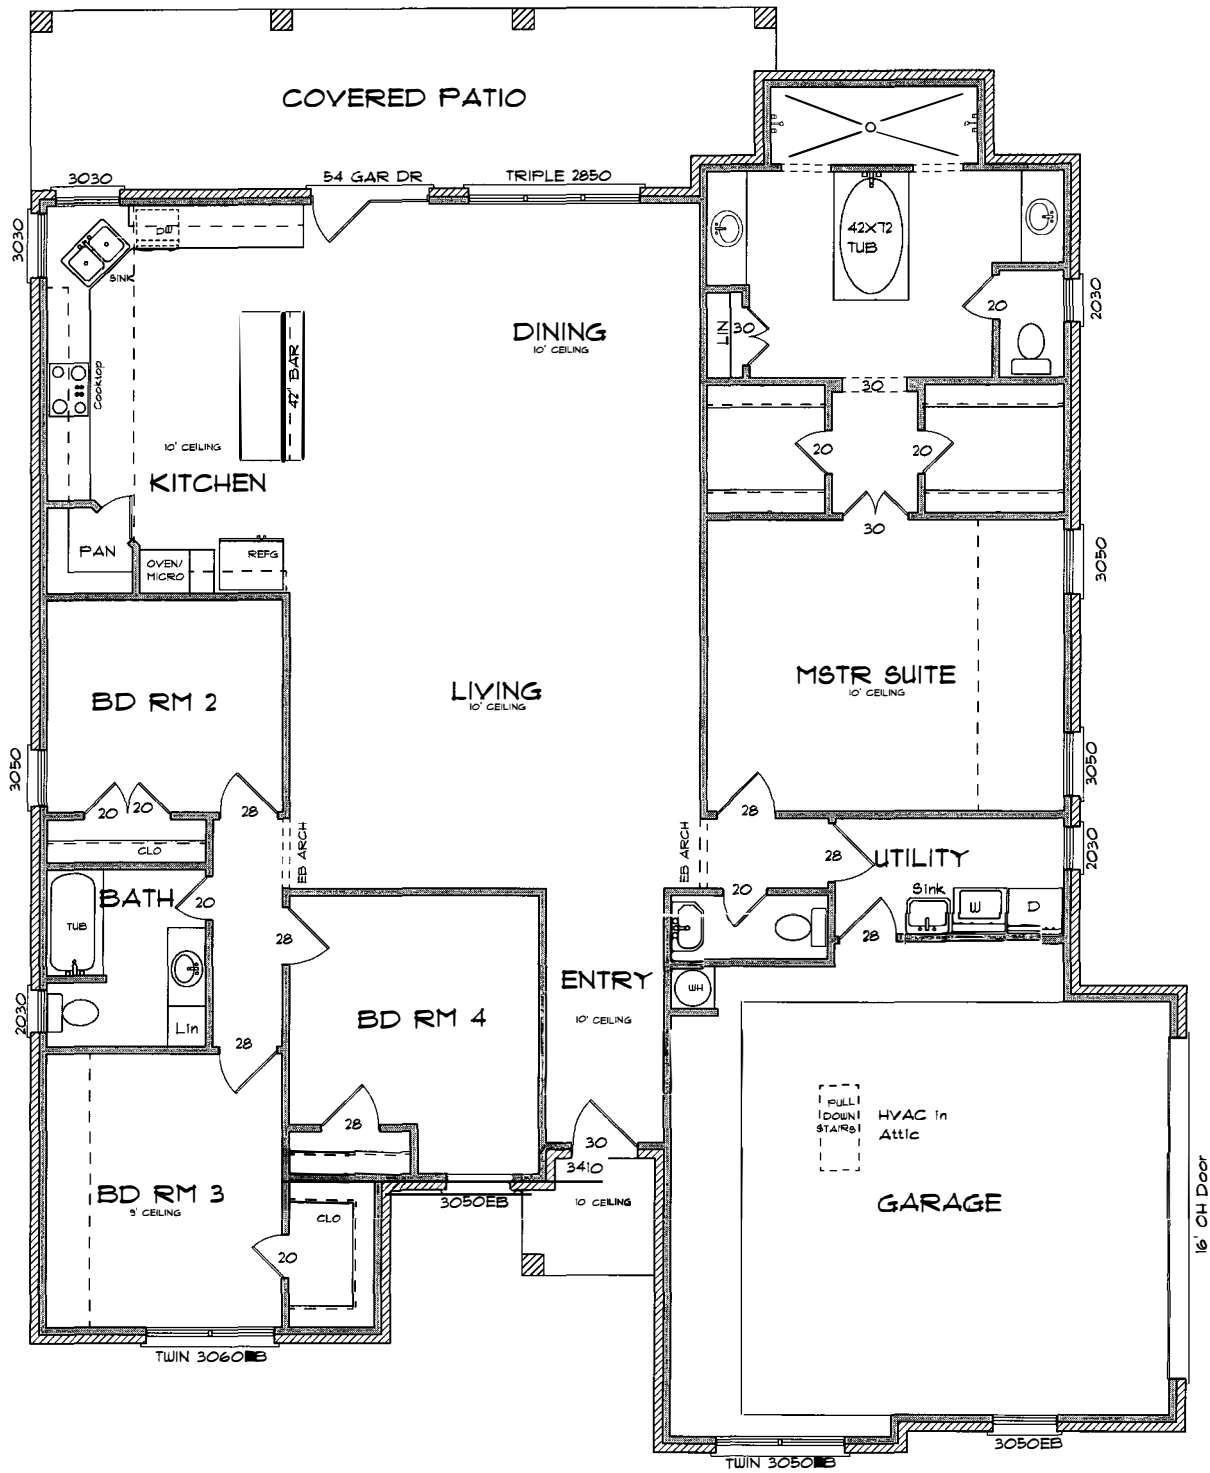 COVERED PATIO
3030
54 GAR DR
TRIPLE 2850
3030
DW
SINK
42X72
TUB
20
2030
LIN
30
DINING
10' CEILING
42" BAR
Cooktop
30
10' CEILING
KITCHEN
20
20
30
PAN
OVEN/
MICRO
REFG
3050
BD RM 2
LIVING
10' CEILING
MSTR SUITE
10' CEILING
3050
3050
20
20
28
28
CLO
EB ARCH
EB ARCH
28
UTILITY
2030
BATH
20
TUB
28
20
Sink
W
D
28
ENTRY
WH
10' CEILING
BD RM 4
2030
Lin
28
28
30
3410
PULL
DOWN
STAIRS
HVAC in
Attic
BD RM 3
9' CEILING
3050EB
10 CEILING
GARAGE
CLO
20
16' OH Door
TWIN 3060EB
3050EB
TWIN 3050EB